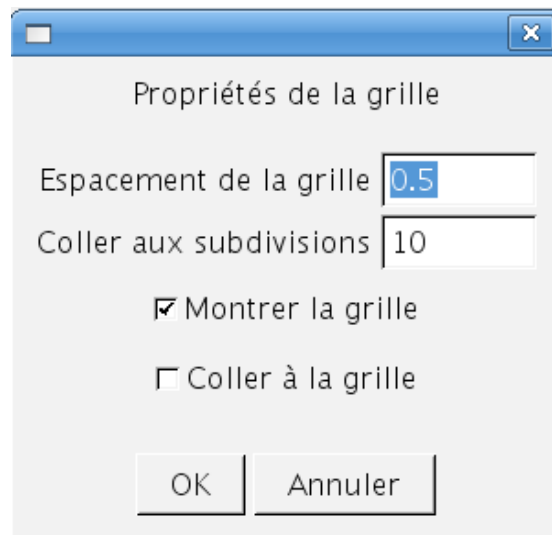 Propriétés de la grille
Espacement de la grille 0.5
Coller aux subdivisions 10
Montrer la grille
Coller à la grille
OK Annuler